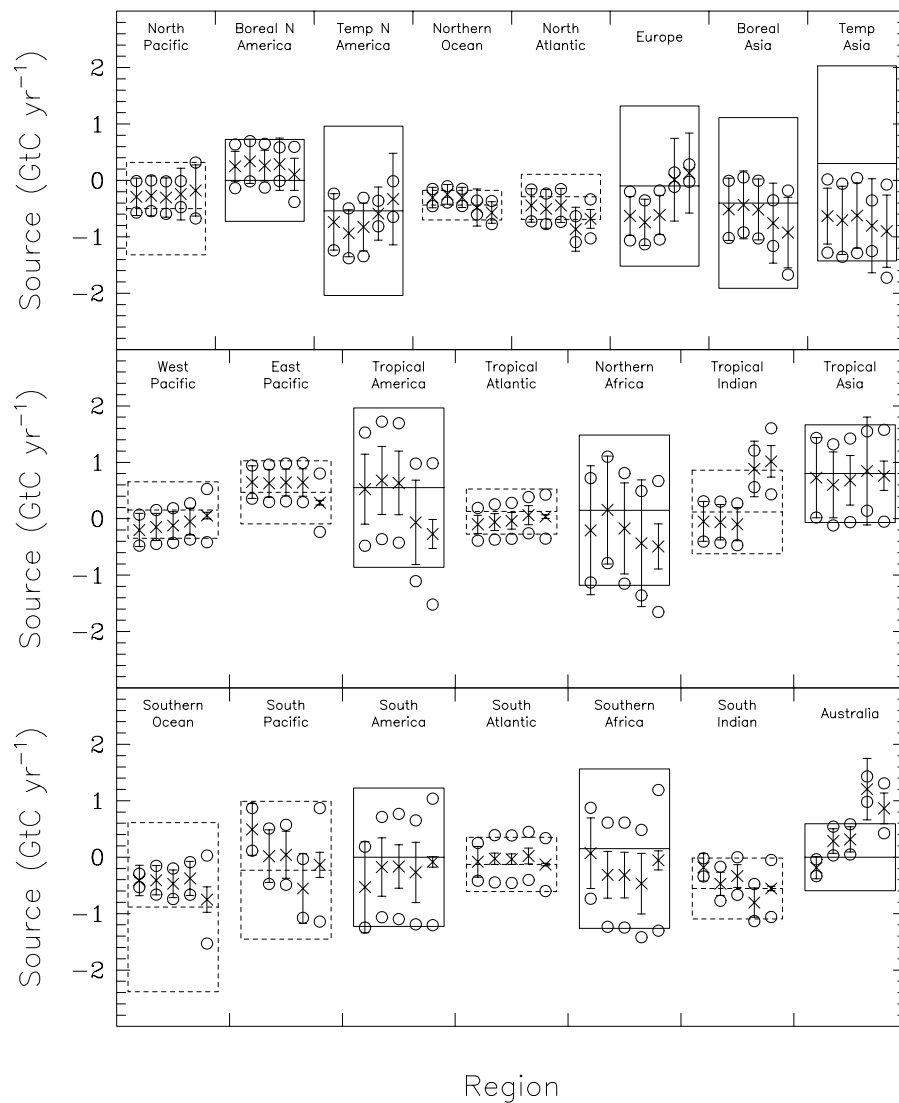 North Pacific
Boreal N America
Temp N America
Northern Ocean
North Atlantic
Europe
Boreal Asia
Temp Asia
Source (GtC yr⁻¹)
2
1
0
−1
−2
West Pacific
East Pacific
Tropical America
Tropical Atlantic
Northern Africa
Tropical Indian
Tropical Asia
Source (GtC yr⁻¹)
2
1
0
−1
−2
Southern Ocean
South Pacific
South America
South Atlantic
Southern Africa
South Indian
Australia
Source (GtC yr⁻¹)
2
1
0
−1
−2
Region